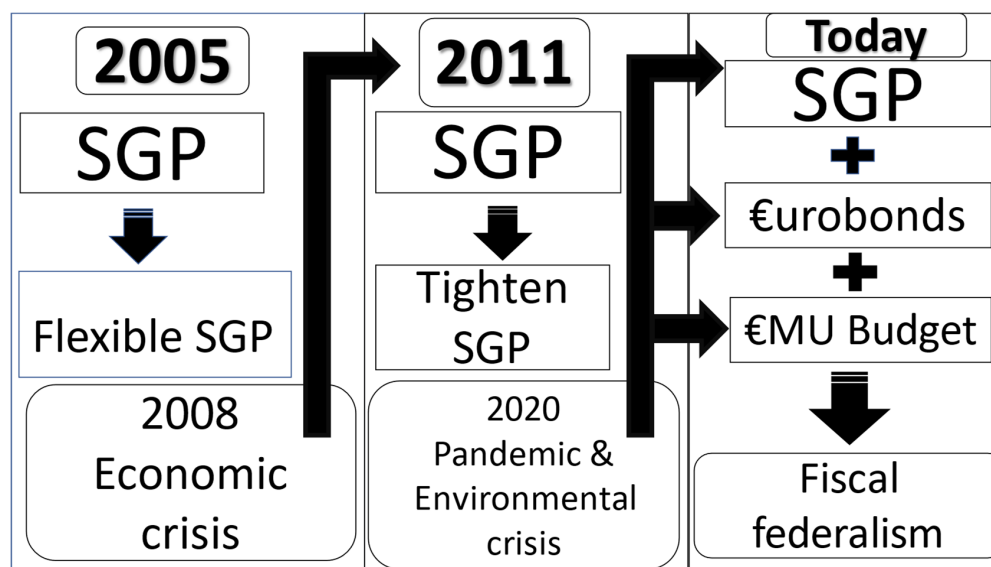 2005
SGP
Flexible SGP
2008
Economic
crisis
2011
SGP
Tighten
SGP
2020
Pandemic &
Environmental
crisis
Today
SGP
+
€urobonds
+
€MU Budget
Fiscal
federalism